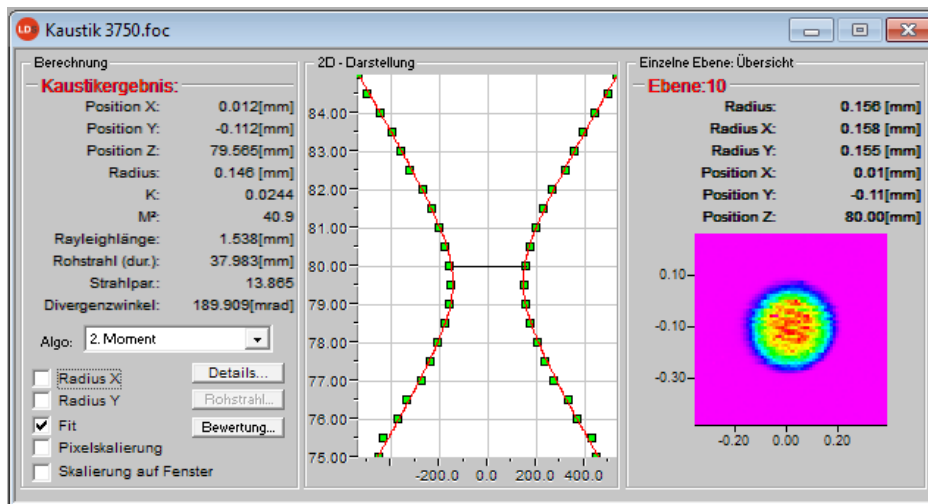 LDS Kaustik 3750.foc
Berechnung
Kaustikergebnis:
Position X: 0.012[mm]
Position Y: -0.112[mm]
Position Z: 79.565[mm]
Radius: 0.146 [mm]
K: 0.0244
M²: 40.9
Rayleighlänge: 1.538[mm]
Rohstrahl (dur.): 37.983[mm]
Strahlpar.: 13.865
Divergenzwinkel: 189.909[mrad]
Algo: 2. Moment
Radius X
Details...
Radius Y
Rohstrahl...
Fit
Bewertung...
Pixelskalierung
Skalierung auf Fenster
2D - Darstellung
84.00
83.00
82.00
81.00
80.00
79.00
78.00
77.00
76.00
75.00
-200.0 0.0 200.0 400.0
Einzelne Ebene: Übersicht
Ebene:10
Radius: 0.156 [mm]
Radius X: 0.158 [mm]
Radius Y: 0.155 [mm]
Position X: 0.01[mm]
Position Y: -0.11[mm]
Position Z: 80.00[mm]
0.10
-0.10
-0.30
-0.20 0.00 0.20